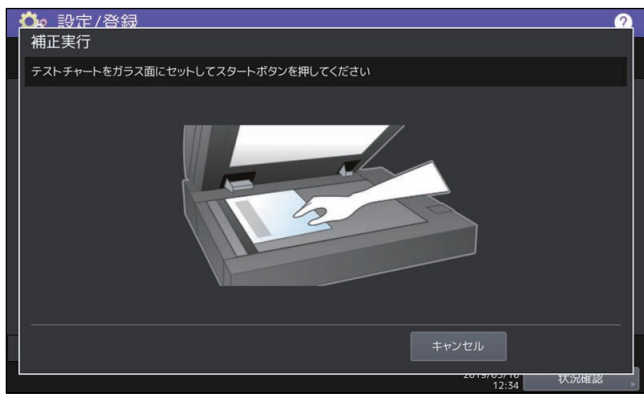 設定/登録
?
補正実行
テストチャートをガラス面にセットしてスタートボタンを押してください
キャンセル
12:34
状況確認